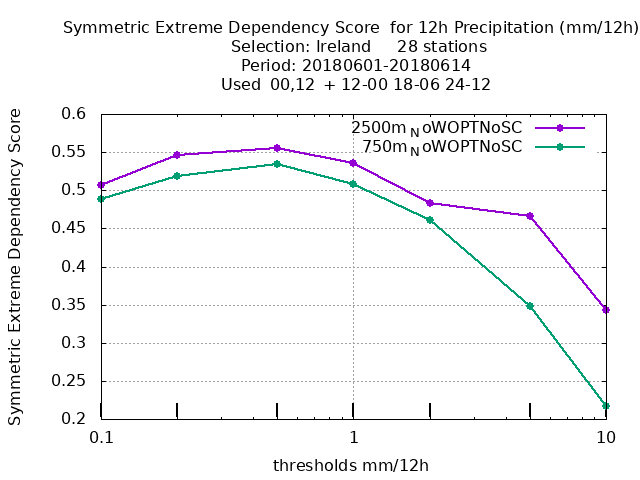 Symmetric Extreme Dependency Score  for 12h Precipitation (mm/12h)
Selection: Ireland     28 stations
Period: 20180601-20180614
Used  00,12  + 12-00 18-06 24-12
2500m_NoWOPTNoSC
750m_NoWOPTNoSC
Symmetric Extreme Dependency Score
0.6
0.55
0.5
0.45
0.4
0.35
0.3
0.25
0.2
0.1
1
10
thresholds mm/12h